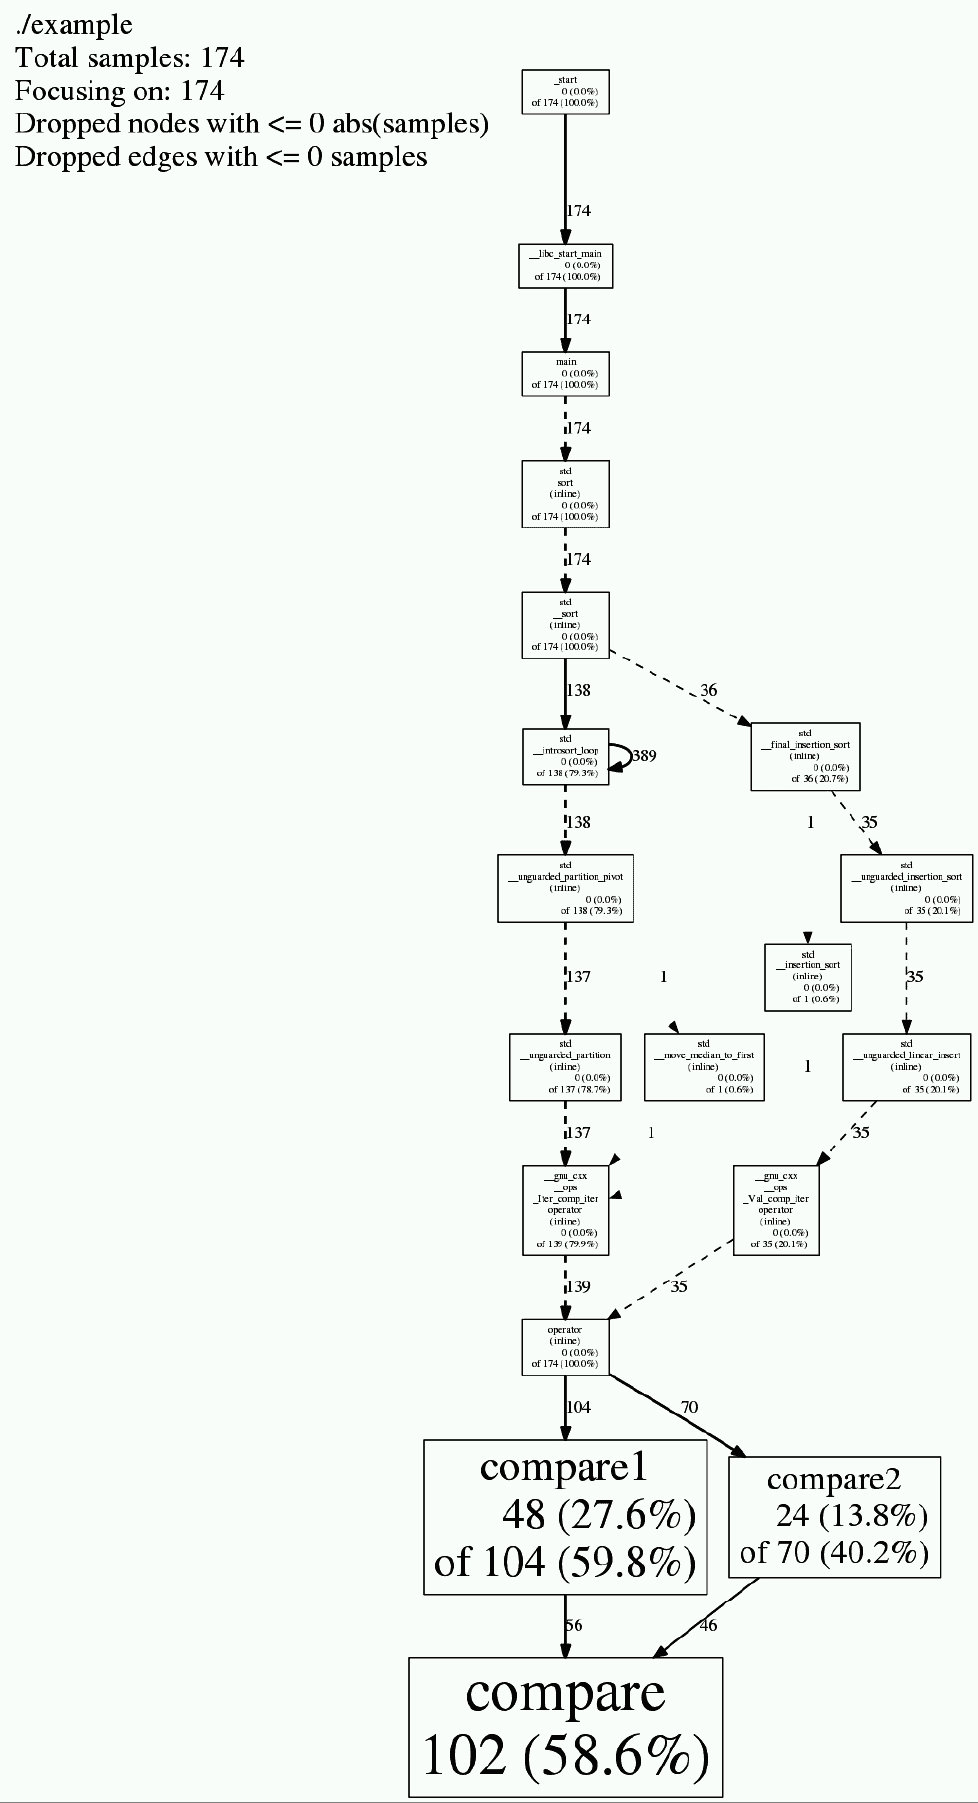 ./example
Total samples: 174
Focusing on: 174
Dropped nodes with <= 0 abs(samples)
Dropped edges with <= 0 samples
_start
0 (0.0%)
of 174 (100.0%)
174
__libc_start_main
0 (0.0%)
of 174 (100.0%)
174
main
0 (0.0%)
of 174 (100.0%)
174
std
sort
(inline)
0 (0.0%)
of 174 (100.0%)
174
std
__sort
(inline)
0 (0.0%)
of 174 (100.0%)
138
36
std
__introsort_loop
0 (0.0%)
of 138 (79.3%)
389
std
__final_insertion_sort
(inline)
0 (0.0%)
of 36 (20.7%)
138
1
35
std
__unguarded_partition_pivot
(inline)
0 (0.0%)
of 138 (79.3%)
std
__unguarded_insertion_sort
(inline)
0 (0.0%)
of 35 (20.1%)
std
__insertion_sort
(inline)
0 (0.0%)
of 1 (0.6%)
137
1
35
std
__unguarded_partition
(inline)
0 (0.0%)
of 137 (78.7%)
std
__move_median_to_first
(inline)
0 (0.0%)
of 1 (0.6%)
1
std
__unguarded_linear_insert
(inline)
0 (0.0%)
of 35 (20.1%)
137
1
35
__gnu_cxx
__ops
_Iter_comp_iter
operator
(inline)
0 (0.0%)
of 139 (79.9%)
__gnu_cxx
__ops
_Val_comp_iter
operator
(inline)
0 (0.0%)
of 35 (20.1%)
139
35
operator
(inline)
0 (0.0%)
of 174 (100.0%)
104
70
compare1
48 (27.6%)
of 104 (59.8%)
compare2
24 (13.8%)
of 70 (40.2%)
56
46
compare
102 (58.6%)